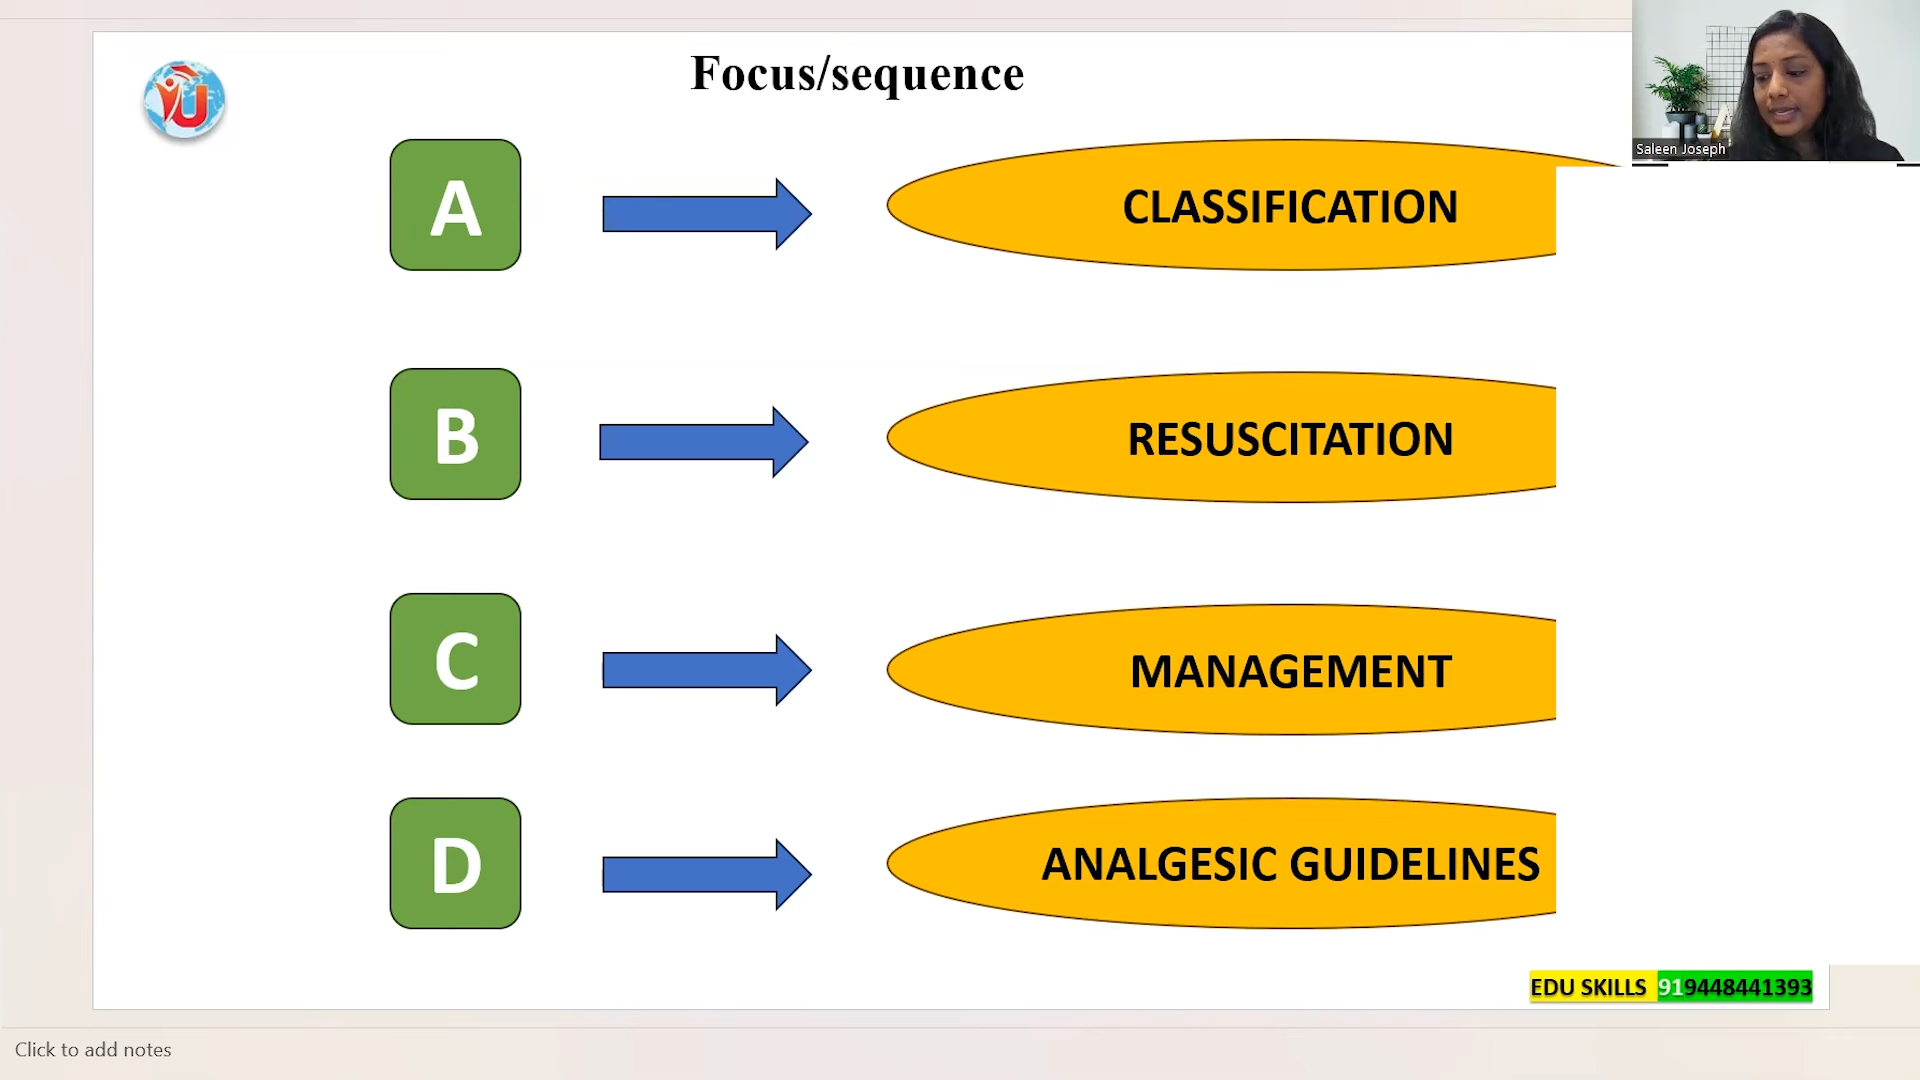 Focus/sequence
Saleen Joseph
A
CLASSIFICATION
B
RESUSCITATION
C
MANAGEMENT
D
ANALGESIC GUIDELINES
EDU SKILLS 919448441393
Click to add notes